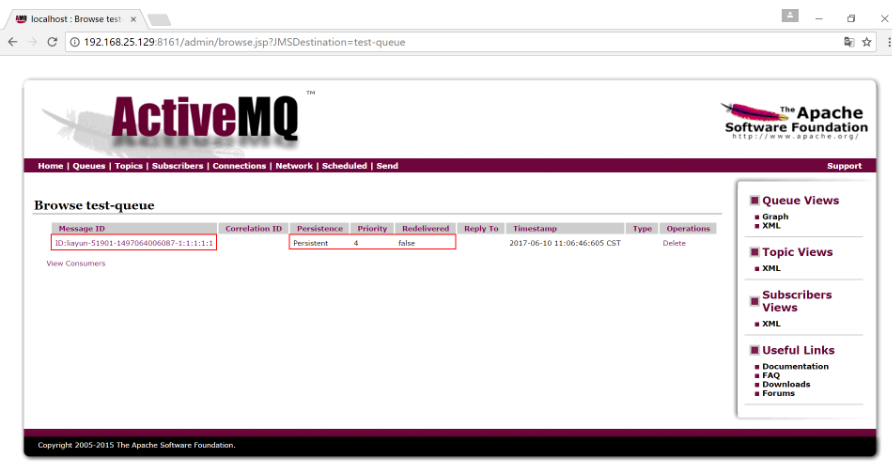 localhost : Browse test-
192.168.25.129:8161/admin/browse.jsp?JMSDestination=test-queue
ActiveMQ™
The Apache
Software Foundation
http://www.apache.org/
Home | Queues | Topics | Subscribers | Connections | Network | Scheduled | Send
Support
Browse test-queue
Message ID Correlation ID Persistence Priority Redelivered Reply To Timestamp Type Operations
ID:liayun-51901-1497064006087-1:1:1:1:1 Persistent 4 false 2017-06-10 11:06:46:605 CST Delete
View Consumers
Queue Views
Graph
XML
Topic Views
XML
Subscribers
Views
XML
Useful Links
Documentation
FAQ
Downloads
Forums
Copyright 2005-2015 The Apache Software Foundation.